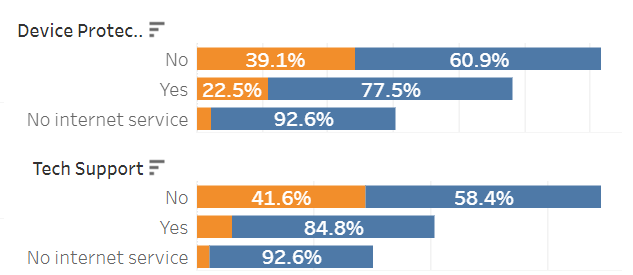 Device Protec..
No 39.1% 60.9%
Yes 22.5% 77.5%
No internet service 92.6%
Tech Support
No 41.6% 58.4%
Yes 84.8%
No internet service 92.6%